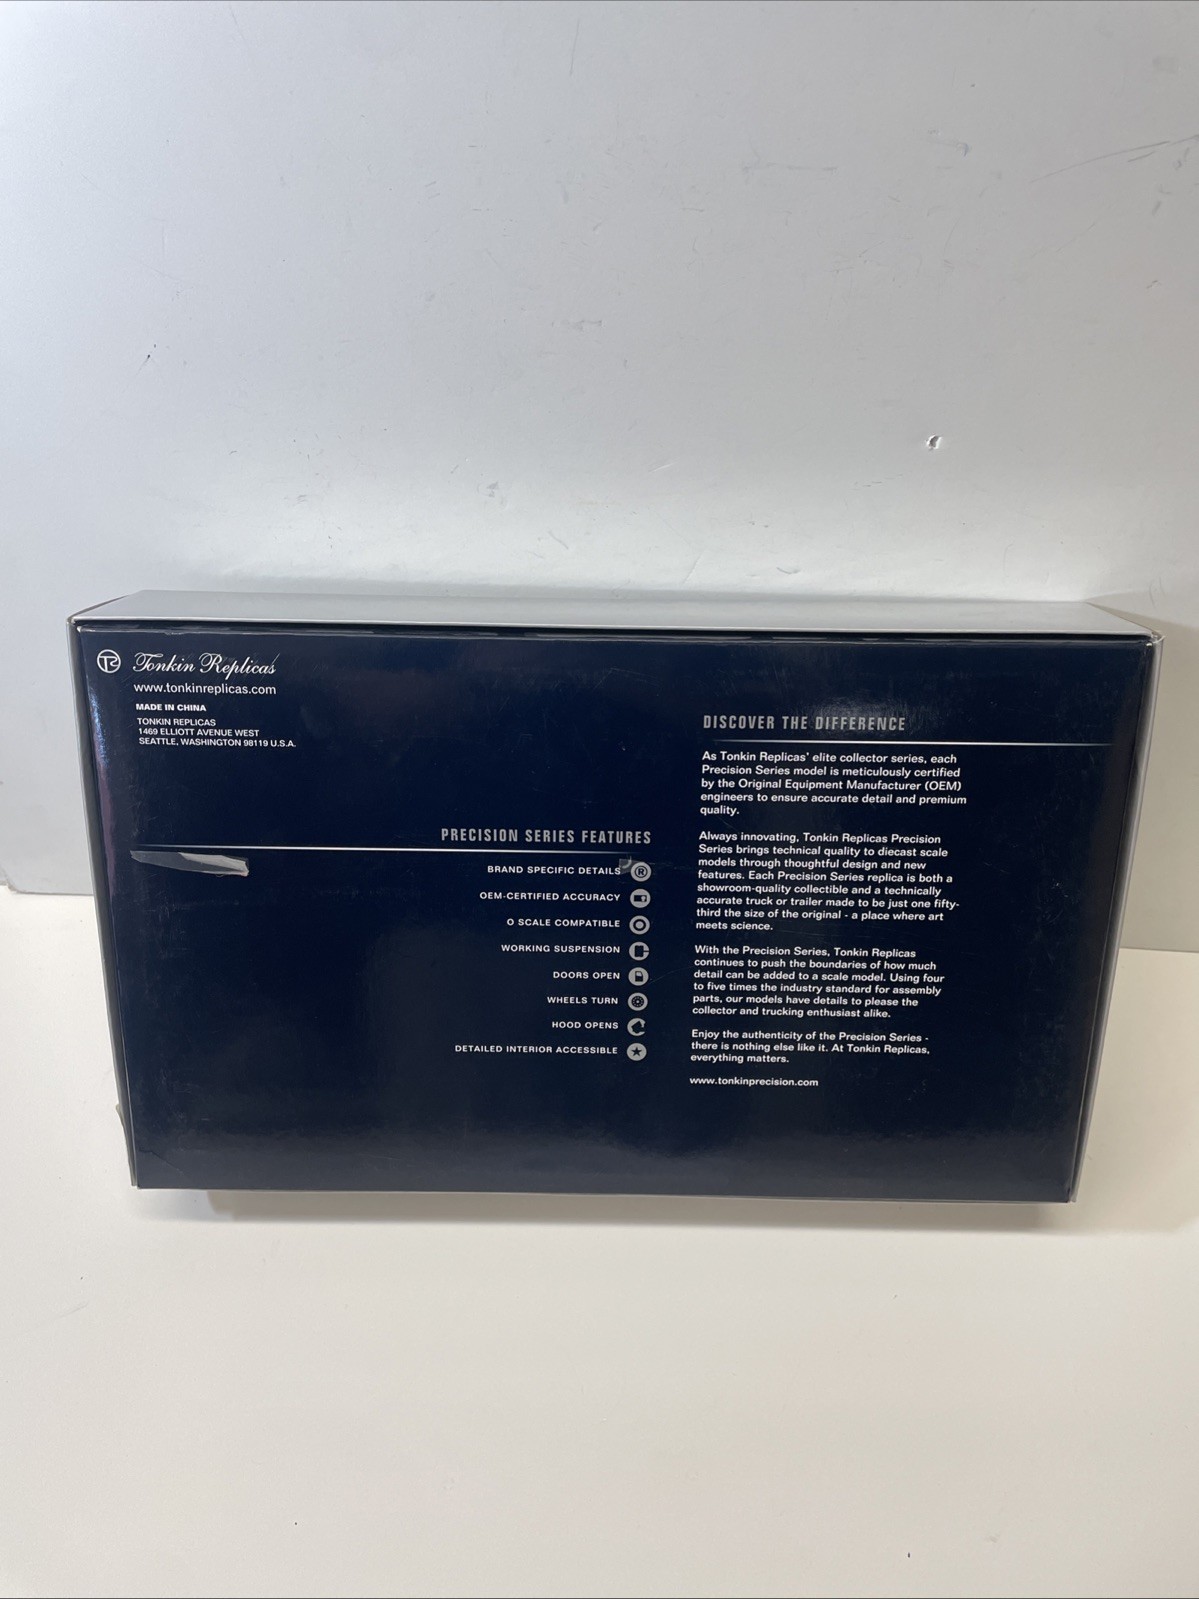 TR Tonkin Replicas
www.tonkinreplicas.com
MADE IN CHINA
TONKIN REPLICAS
1469 ELLIOTT AVENUE WEST
SEATTLE, WASHINGTON 98119 U.S.A.
PRECISION SERIES FEATURES
BRAND SPECIFIC DETAILS ®
OEM-CERTIFIED ACCURACY
O SCALE COMPATIBLE
WORKING SUSPENSION
DOORS OPEN
WHEELS TURN
HOOD OPENS
DETAILED INTERIOR ACCESSIBLE
DISCOVER THE DIFFERENCE
As Tonkin Replicas' elite collector series, each
Precision Series model is meticulously certified
by the Original Equipment Manufacturer (OEM)
engineers to ensure accurate detail and premium
quality.
Always innovating, Tonkin Replicas Precision
Series brings technical quality to diecast scale
models through thoughtful design and new
features. Each Precision Series replica is both a
showroom-quality collectible and a technically
accurate truck or trailer made to be just one fifty-
third the size of the original - a place where art
meets science.
With the Precision Series, Tonkin Replicas
continues to push the boundaries of how much
detail can be added to a scale model. Using four
to five times the industry standard for assembly
parts, our models have details to please the
collector and trucking enthusiast alike.
Enjoy the authenticity of the Precision Series -
there is nothing else like it. At Tonkin Replicas,
everything matters.
www.tonkinprecision.com